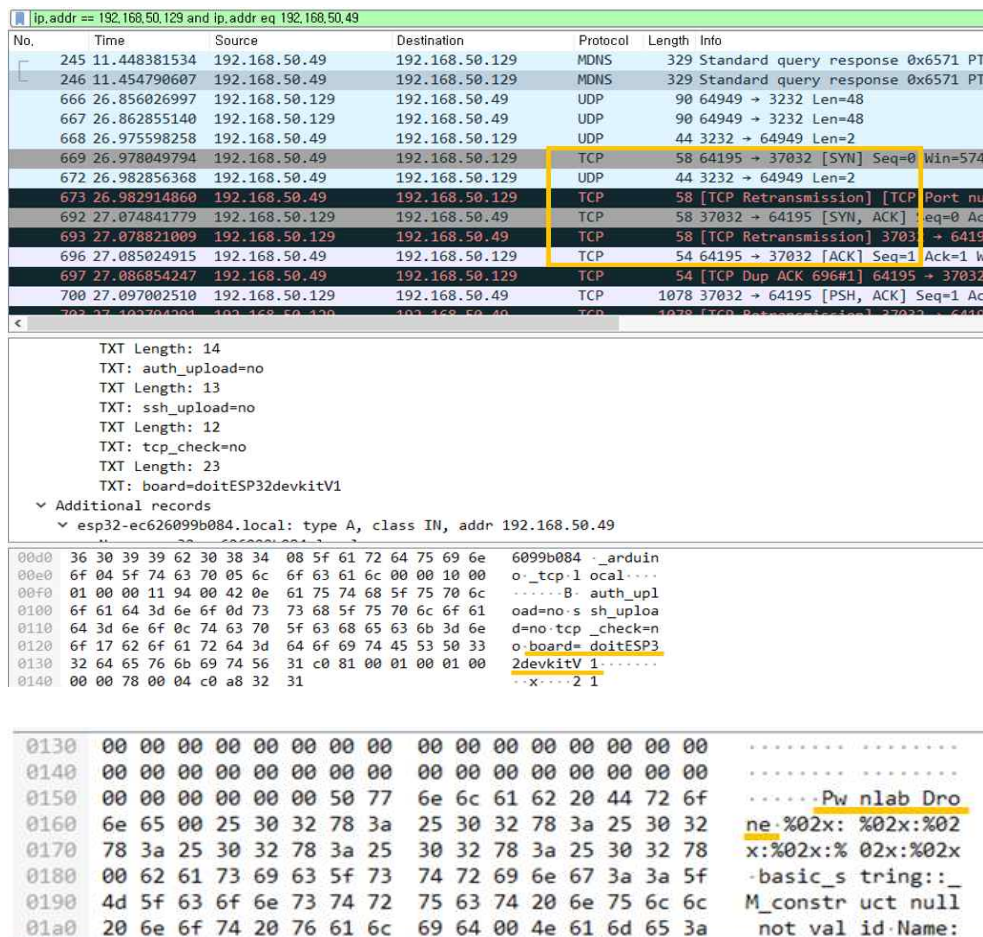 ip.addr == 192.168.50.129 and ip.addr eq 192.168.50.49
No. Time Source Destination Protocol Length Info
245 11.448381534 192.168.50.49 192.168.50.129 MDNS 329 Standard query response 0x6571 PT
246 11.454790607 192.168.50.49 192.168.50.129 MDNS 329 Standard query response 0x6571 PT
666 26.856026997 192.168.50.129 192.168.50.49 UDP 90 64949 → 3232 Len=48
667 26.862855140 192.168.50.129 192.168.50.49 UDP 90 64949 → 3232 Len=48
668 26.975598258 192.168.50.49 192.168.50.129 UDP 44 3232 → 64949 Len=2
669 26.978049794 192.168.50.49 192.168.50.129 TCP 58 64195 → 37032 [SYN] Seq=0 Win=574
672 26.982856368 192.168.50.49 192.168.50.129 UDP 44 3232 → 64949 Len=2
673 26.982914860 192.168.50.49 192.168.50.129 TCP 58 [TCP Retransmission] [TCP Port nu
692 27.074841779 192.168.50.129 192.168.50.49 TCP 58 37032 → 64195 [SYN, ACK] Seq=0 Ac
693 27.078821009 192.168.50.129 192.168.50.49 TCP 58 [TCP Retransmission] 37032 → 6419
696 27.085024915 192.168.50.49 192.168.50.129 TCP 54 64195 → 37032 [ACK] Seq=1 Ack=1 W
697 27.086854247 192.168.50.49 192.168.50.129 TCP 54 [TCP Dup ACK 696#1] 64195 → 37032
700 27.097002510 192.168.50.129 192.168.50.49 TCP 1078 37032 → 64195 [PSH, ACK] Seq=1 Ac
TXT Length: 14
TXT: auth_upload=no
TXT Length: 13
TXT: ssh_upload=no
TXT Length: 12
TXT: tcp_check=no
TXT Length: 23
TXT: board=doitESP32devkitV1
Additional records
esp32-ec626099b084.local: type A, class IN, addr 192.168.50.49
00d0 36 30 39 39 62 30 38 34 08 5f 61 72 64 75 69 6e 6099b084 ·_arduin
00e0 6f 04 5f 74 63 70 05 6c 6f 63 61 6c 00 00 10 00 o·_tcp·l ocal····
00f0 01 00 00 11 94 00 42 0e 61 75 74 68 5f 75 70 6c ······B· auth_upl
0100 6f 61 64 3d 6e 6f 0d 73 73 68 5f 75 70 6c 6f 61 oad=no·s sh_uploa
0110 64 3d 6e 6f 0c 74 63 70 5f 63 68 65 63 6b 3d 6e d=no·tcp _check=n
0120 6f 17 62 6f 61 72 64 3d 64 6f 69 74 45 53 50 33 o·board= doitESP3
0130 32 64 65 76 6b 69 74 56 31 c0 81 00 01 00 01 00 2devkitV 1·······
0140 00 00 78 00 04 c0 a8 32 31 ··x····2 1
0130 00 00 00 00 00 00 00 00 00 00 00 00 00 00 00 00 ········ ········
0140 00 00 00 00 00 00 00 00 00 00 00 00 00 00 00 00 ········ ········
0150 00 00 00 00 00 00 50 77 6e 6c 61 62 20 44 72 6f ······Pw nlab Dro
0160 6e 65 00 25 30 32 78 3a 25 30 32 78 3a 25 30 32 ne·%02x: %02x:%02
0170 78 3a 25 30 32 78 3a 25 30 32 78 3a 25 30 32 78 x:%02x:% 02x:%02x
0180 00 62 61 73 69 63 5f 73 74 72 69 6e 67 3a 3a 5f ·basic_s tring::_
0190 4d 5f 63 6f 6e 73 74 72 75 63 74 20 6e 75 6c 6c M_constr uct null
01a0 20 6e 6f 74 20 76 61 6c 69 64 00 4e 61 6d 65 3a not val id·Name: